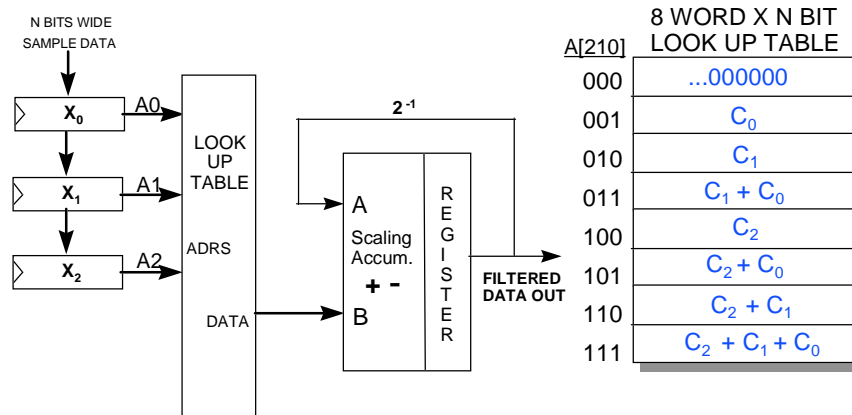 N BITS WIDE
SAMPLE DATA
X0
A0
X1
A1
X2
A2
LOOK
UP
TABLE
ADRS
DATA
2-1
A
Scaling
Accum.
+ -
B
REGISTER
FILTERED
DATA OUT
8 WORD X N BIT
LOOK UP TABLE
A[210]
000 ...000000
001 C0
010 C1
011 C1 + C0
100 C2
101 C2 + C0
110 C2 + C1
111 C2 + C1 + C0